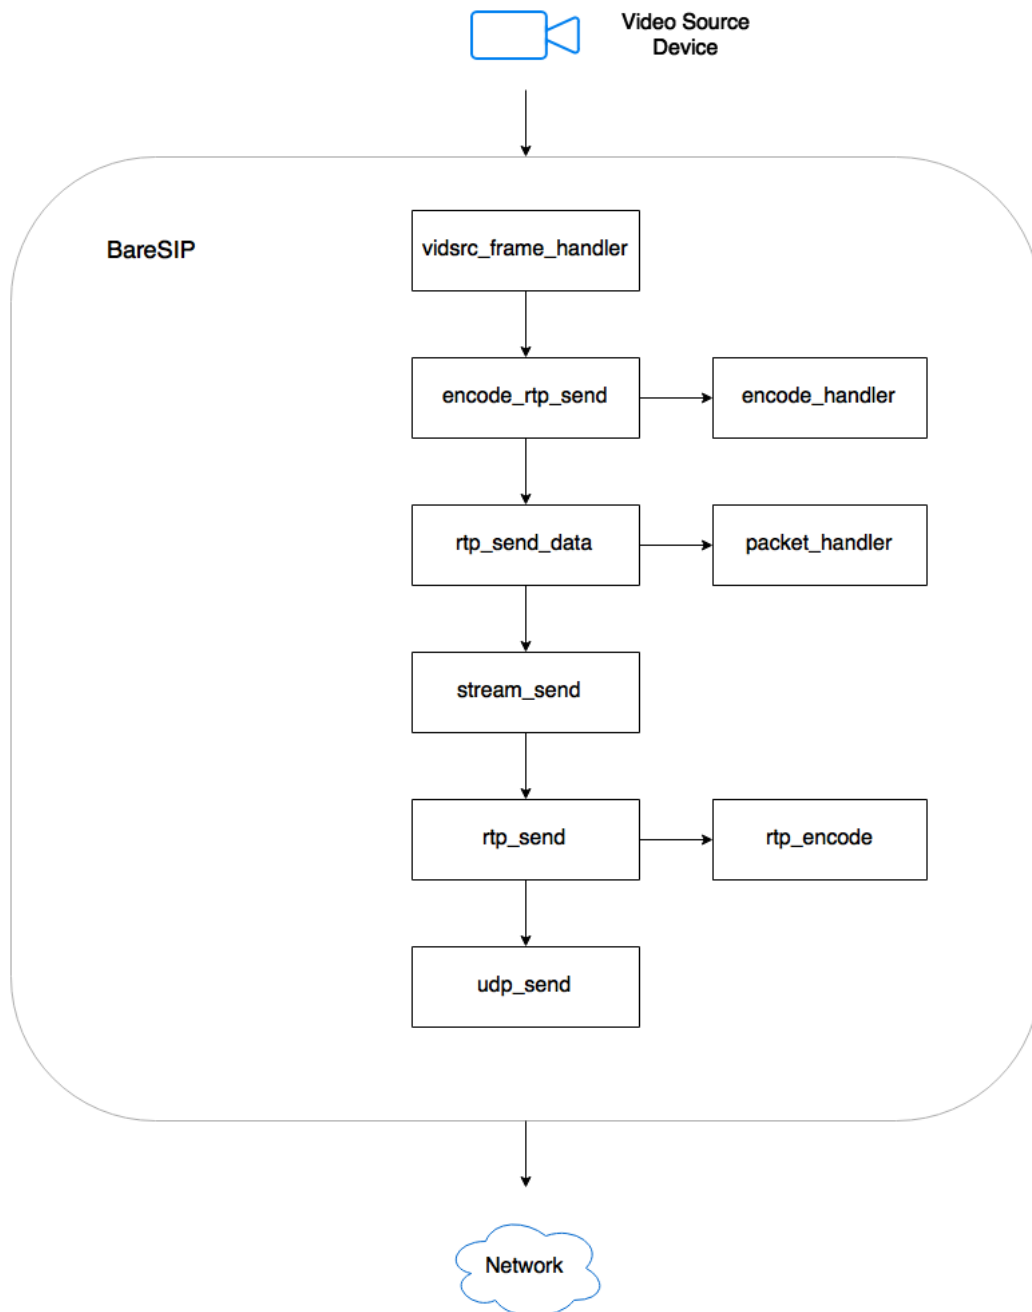 Video Source
Device
BareSIP
vidsrc_frame_handler
encode_rtp_send
encode_handler
rtp_send_data
packet_handler
stream_send
rtp_send
rtp_encode
udp_send
Network